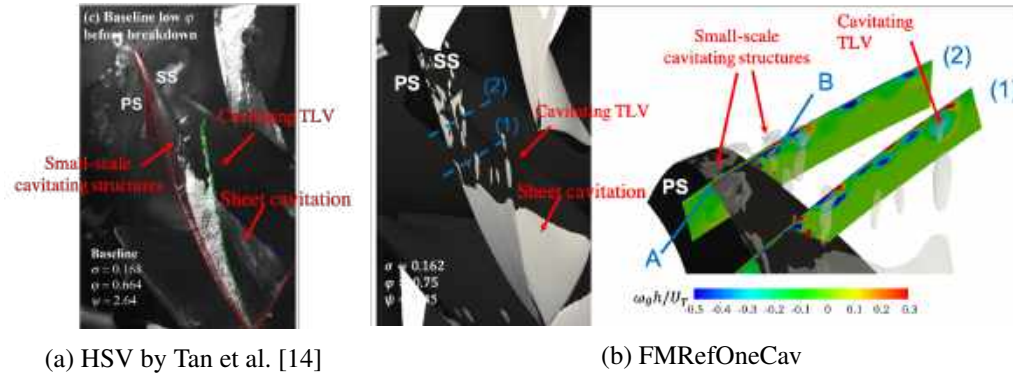 (c) Baseline low φ
before breakdown
SS
PS
Cavitating TLV
Small-scale
cavitating structures
Sheet cavitation
Baseline
σ = 0.168
φ = 0.664
ψ = 2.64
PS
SS
(2)
(1)
Cavitating TLV
Sheet cavitation
σ = 0.162
φ = 0.75
Small-scale
cavitating structures
Cavitating
TLV
B
(2)
(1)
PS
A
ωθh/UT
-0.5 -0.4 -0.3 -0.2 -0.1 0 0.1 0.2 0.3
(a) HSV by Tan et al. [14]
(b) FMRefOneCav